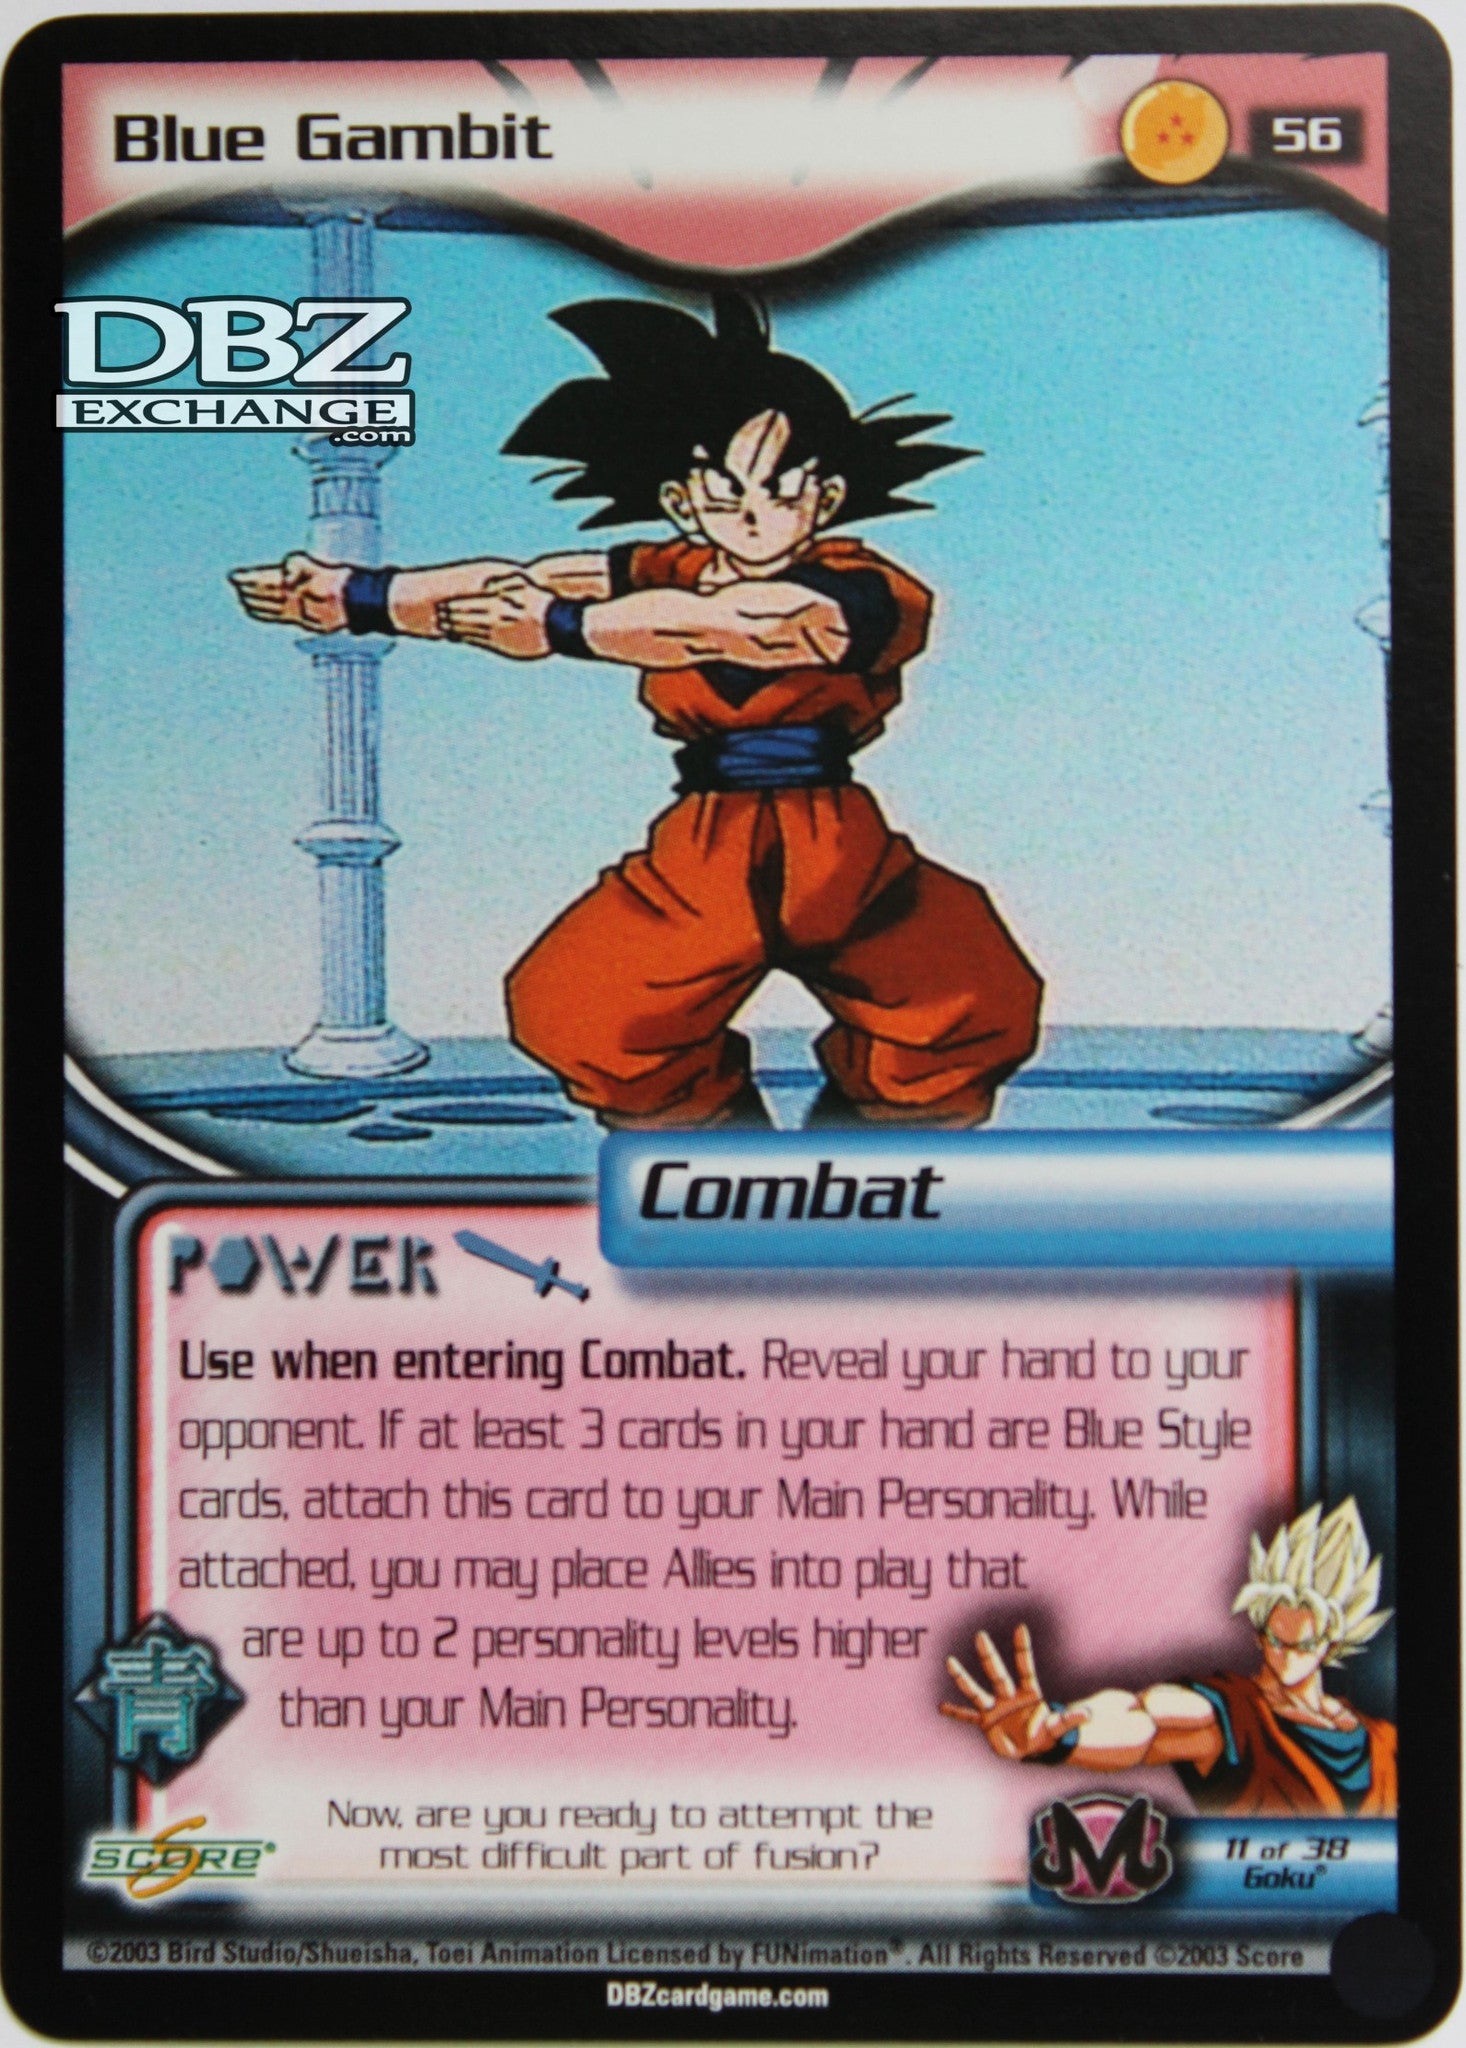 Blue Gambit
56
DBZ
EXCHANGE
.com
Combat
POWER
Use when entering Combat. Reveal your hand to your
opponent. If at least 3 cards in your hand are Blue Style
cards, attach this card to your Main Personality. While
attached, you may place Allies into play that
are up to 2 personality levels higher
than your Main Personality.
青
Now, are you ready to attempt the
most difficult part of fusion?
SCORE®
M
11 of 38
Goku®
©2003 Bird Studio/Shueisha, Toei Animation Licensed by FUNimation®. All Rights Reserved ©2003 Score
DBZcardgame.com